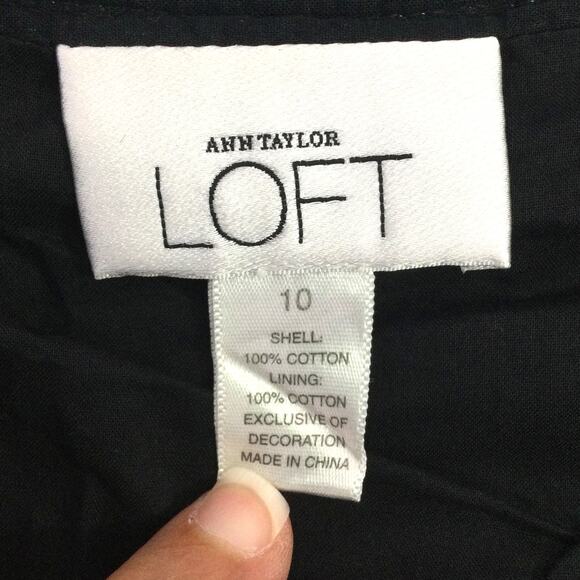 ANN TAYLOR
LOFT
10
SHELL:
100% COTTON
LINING:
100% COTTON
EXCLUSIVE OF
DECORATION
MADE IN CHINA